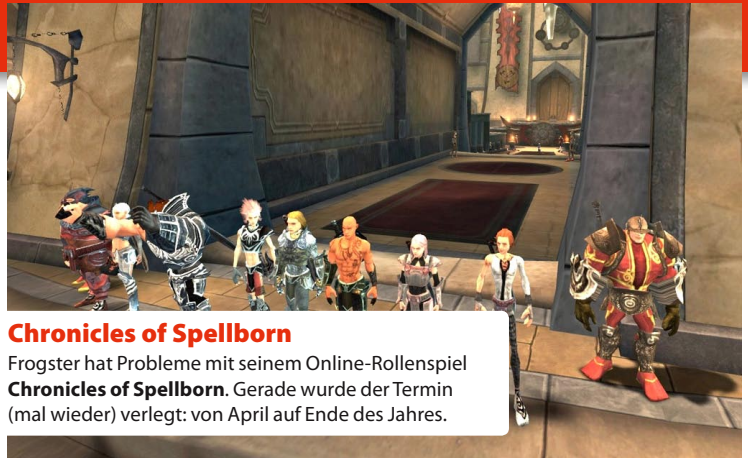 Chronicles of Spellborn
Frogster hat Probleme mit seinem Online-Rollenspiel
Chronicles of Spellborn. Gerade wurde der Termin
(mal wieder) verlegt: von April auf Ende des Jahres.